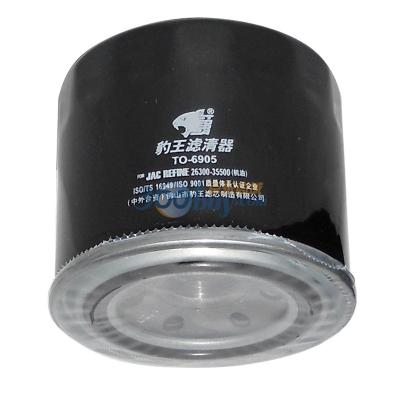 豹王滤清器
TO-6905
FOR JAC REFINE 26300-35500(机油)
ISO/TS 16949/ISO 9001质量体系认证企业
(中外合资)佛山市豹王滤芯制造有限公司